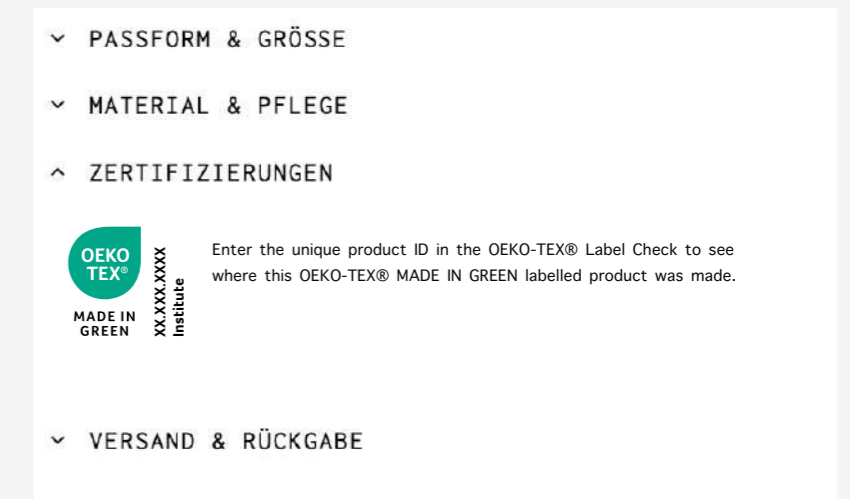 PASSFORM & GRÖSSE
MATERIAL & PFLEGE
ZERTIFIZIERUNGEN
OEKO
TEX®
MADE IN
GREEN
XX.XXX.XXXX
Institute
Enter the unique product ID in the OEKO-TEX® Label Check to see
where this OEKO-TEX® MADE IN GREEN labelled product was made.
VERSAND & RÜCKGABE